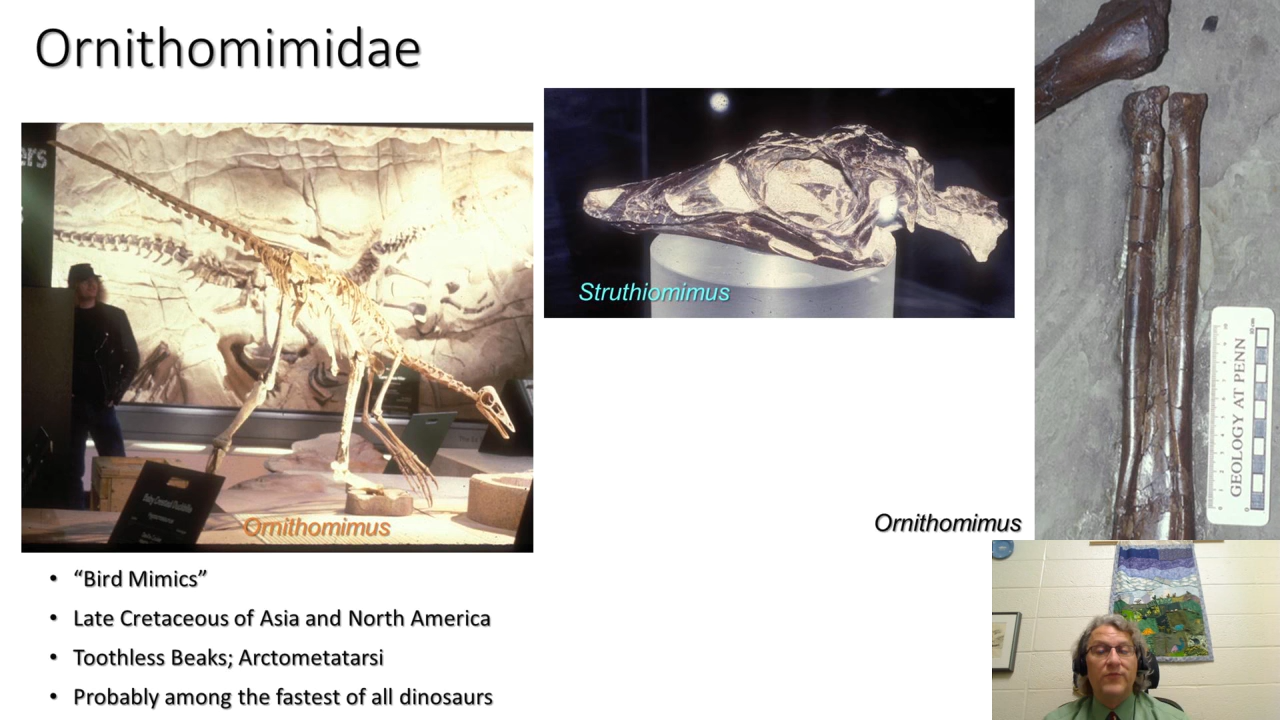 Ornithomimidae
ers
Struthiomimus
GEOLOGY AT PENN
Ornithomimus
Ornithomimus
• “Bird Mimics”
• Late Cretaceous of Asia and North America
• Toothless Beaks; Arctometatarsi
• Probably among the fastest of all dinosaurs